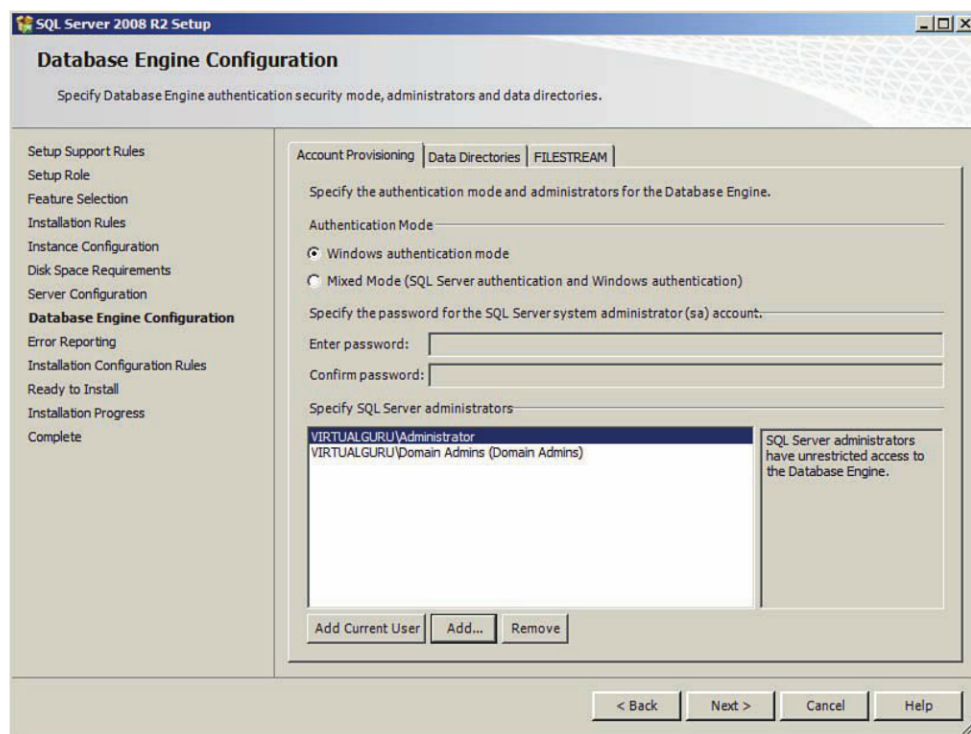 SQL Server 2008 R2 Setup
Database Engine Configuration
Specify Database Engine authentication security mode, administrators and data directories.
Setup Support Rules
Setup Role
Feature Selection
Installation Rules
Instance Configuration
Disk Space Requirements
Server Configuration
Database Engine Configuration
Error Reporting
Installation Configuration Rules
Ready to Install
Installation Progress
Complete
Account Provisioning Data Directories FILESTREAM
Specify the authentication mode and administrators for the Database Engine.
Authentication Mode
Windows authentication mode
Mixed Mode (SQL Server authentication and Windows authentication)
Specify the password for the SQL Server system administrator (sa) account.
Enter password:
Confirm password:
Specify SQL Server administrators
VIRTUALGURU\Administrator
VIRTUALGURU\Domain Admins (Domain Admins)
SQL Server administrators
have unrestricted access to
the Database Engine.
Add Current User Add... Remove
< Back Next > Cancel Help